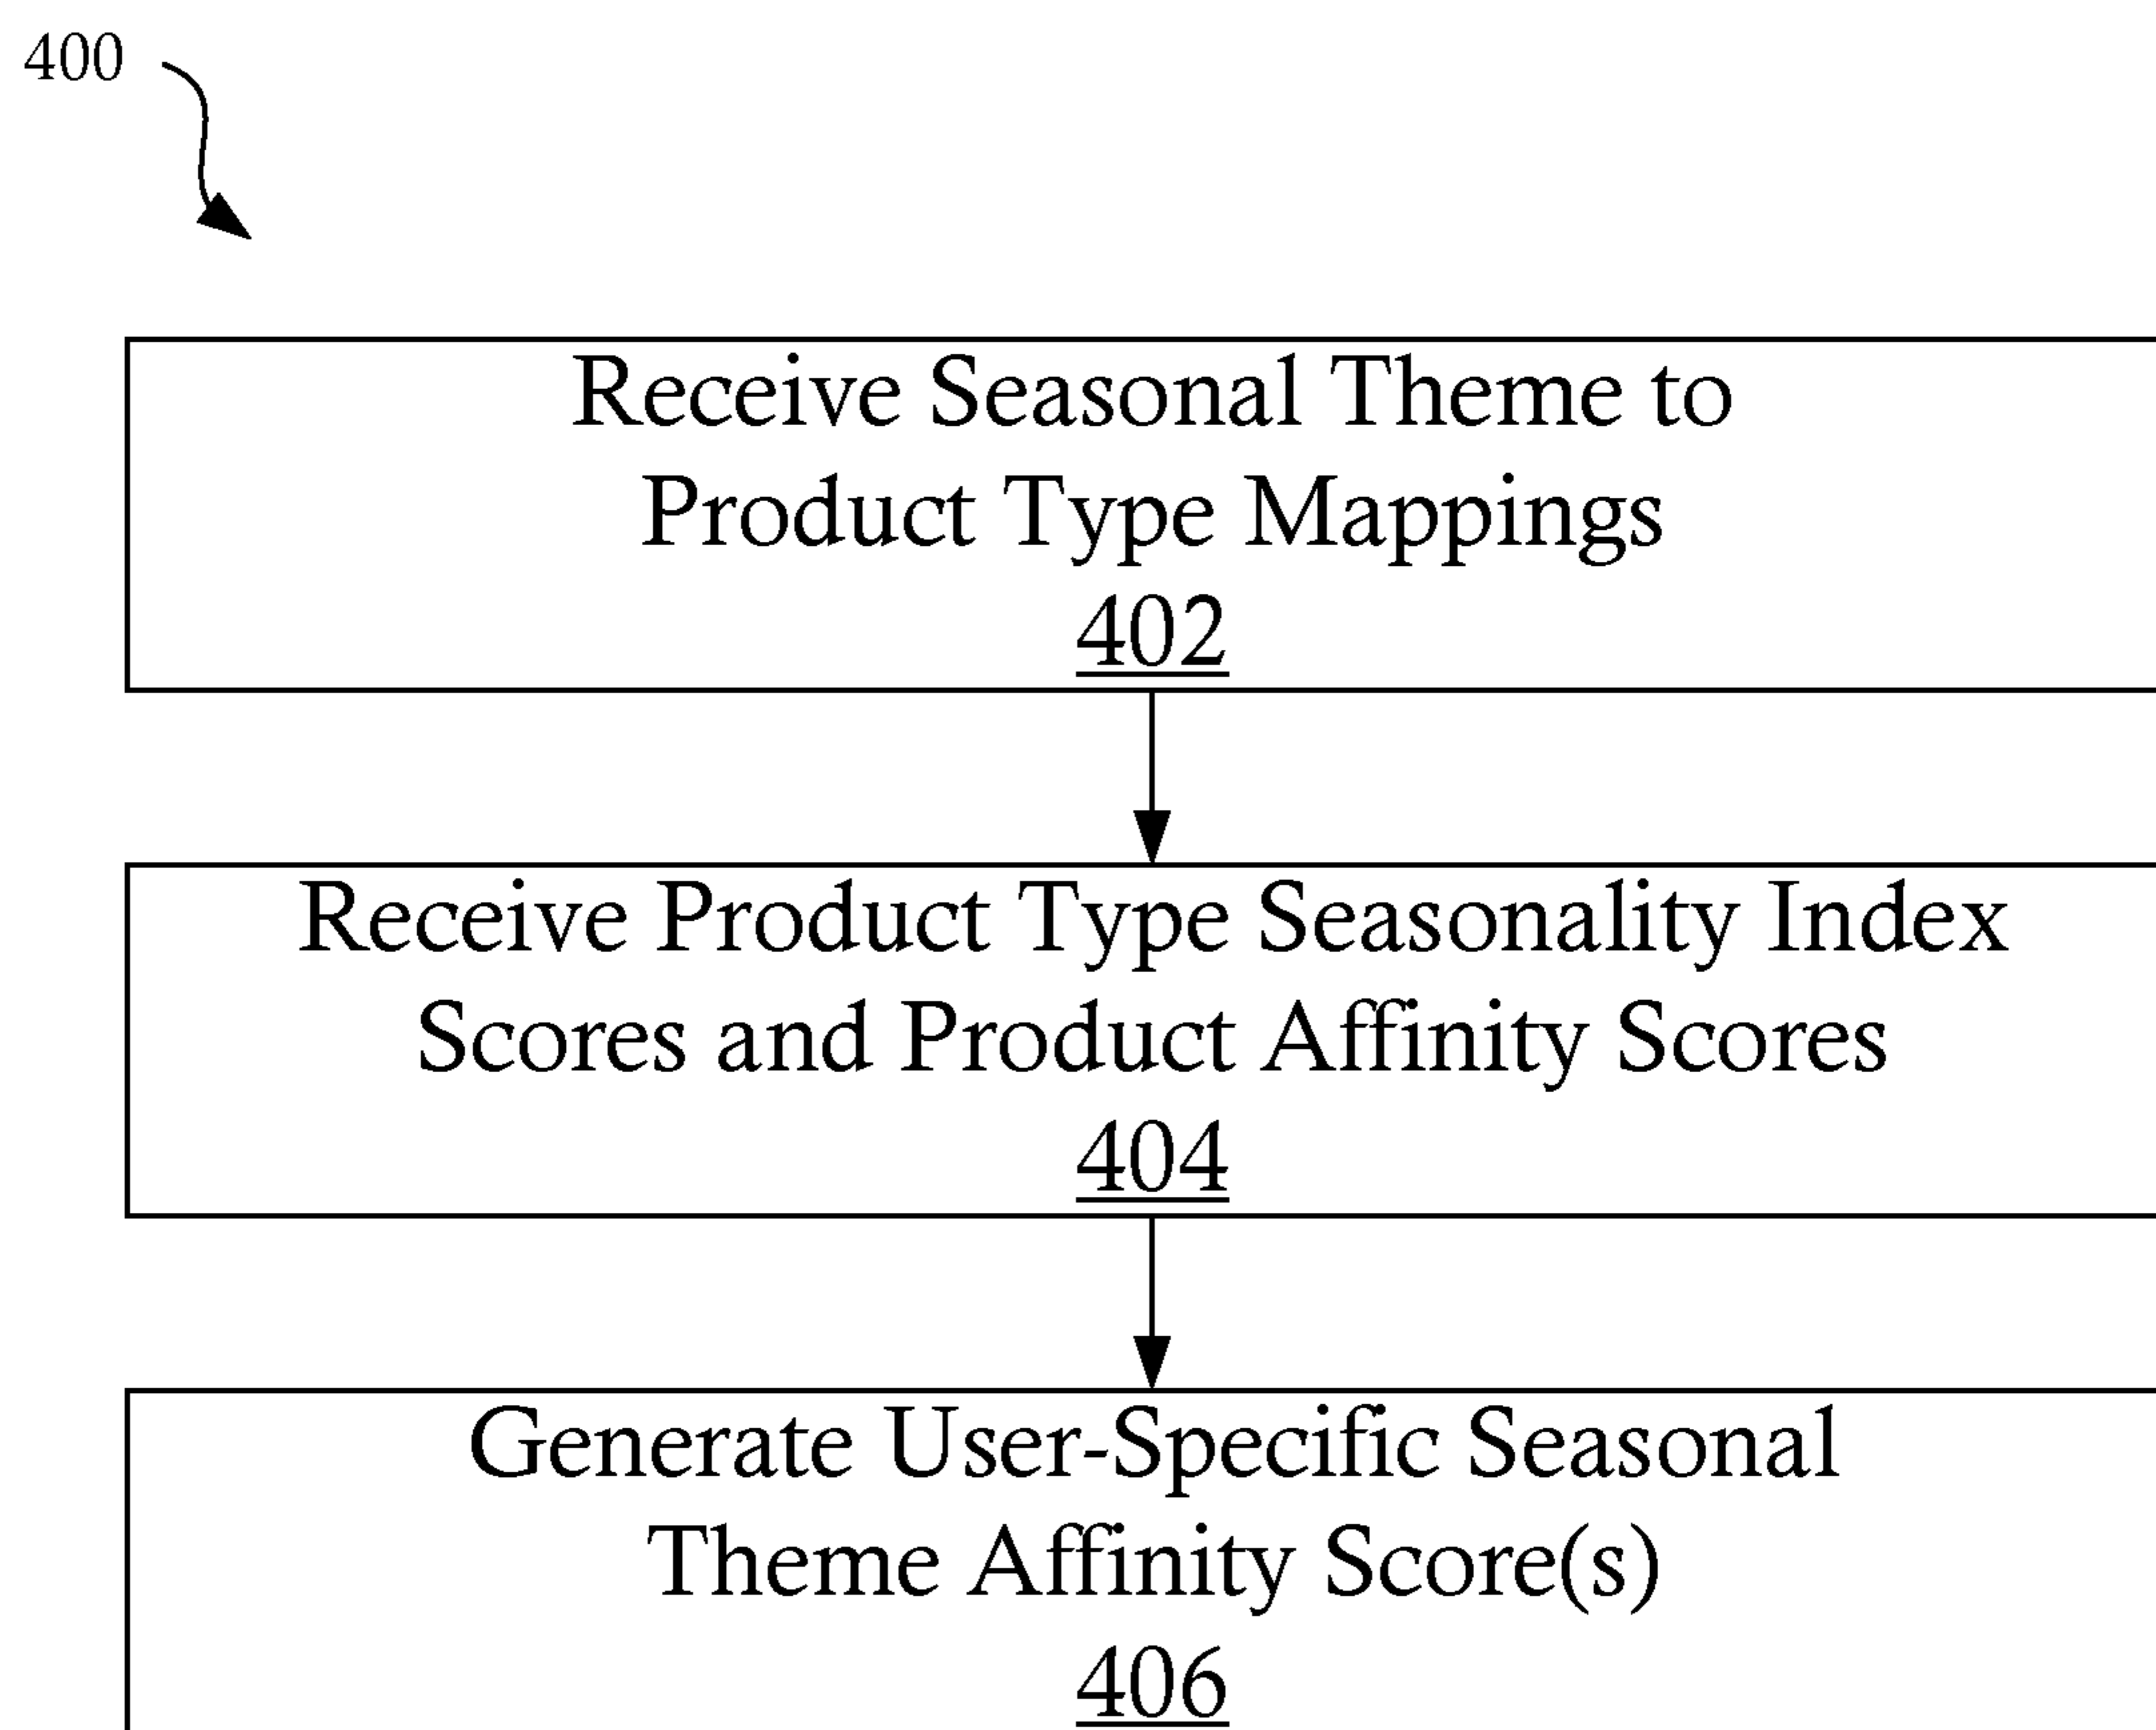 400
Receive Seasonal Theme to
Product Type Mappings
402
Receive Product Type Seasonality Index
Scores and Product Affinity Scores
404
Generate User-Specific Seasonal
Theme Affinity Score(s)
406